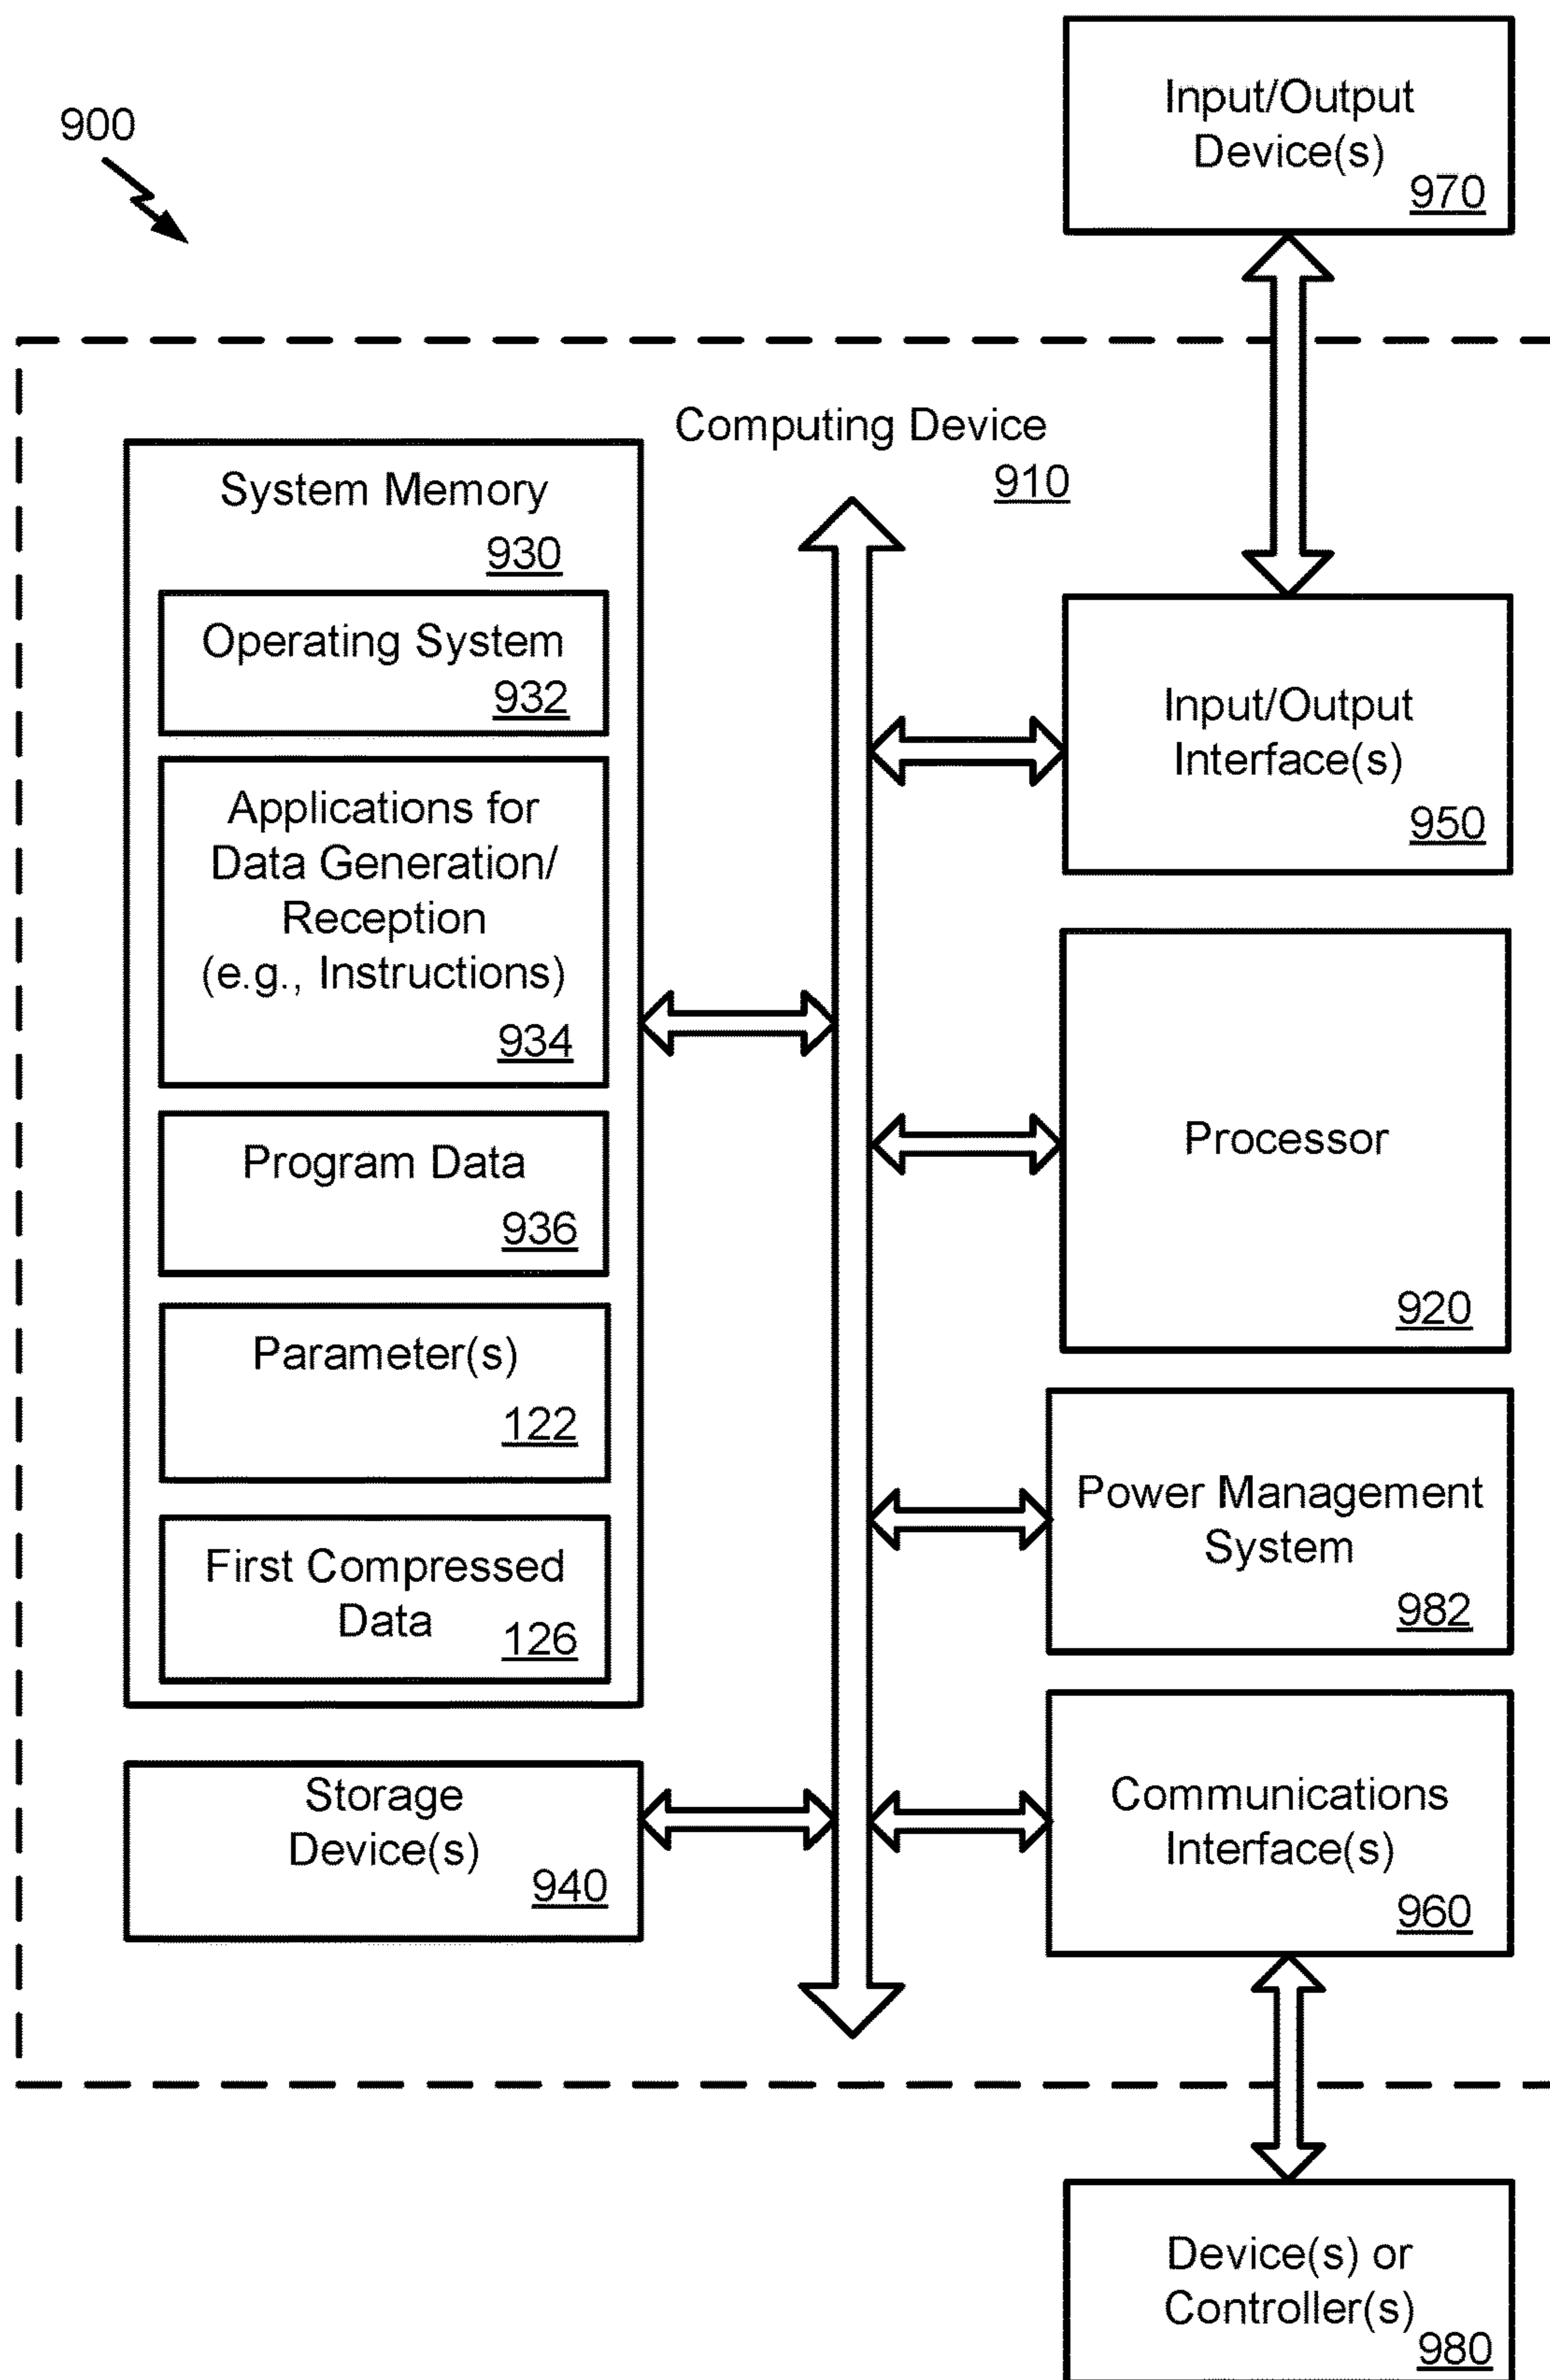 900
Input/Output
Device(s)
970
Computing Device
910
System Memory
930
Operating System
932
Applications for
Data Generation/
Reception
(e.g., Instructions)
934
Program Data
936
Parameter(s)
122
First Compressed
Data
126
Storage
Device(s)
940
Input/Output
Interface(s)
950
Processor
920
Power Management
System
982
Communications
Interface(s)
960
Device(s) or
Controller(s)
980